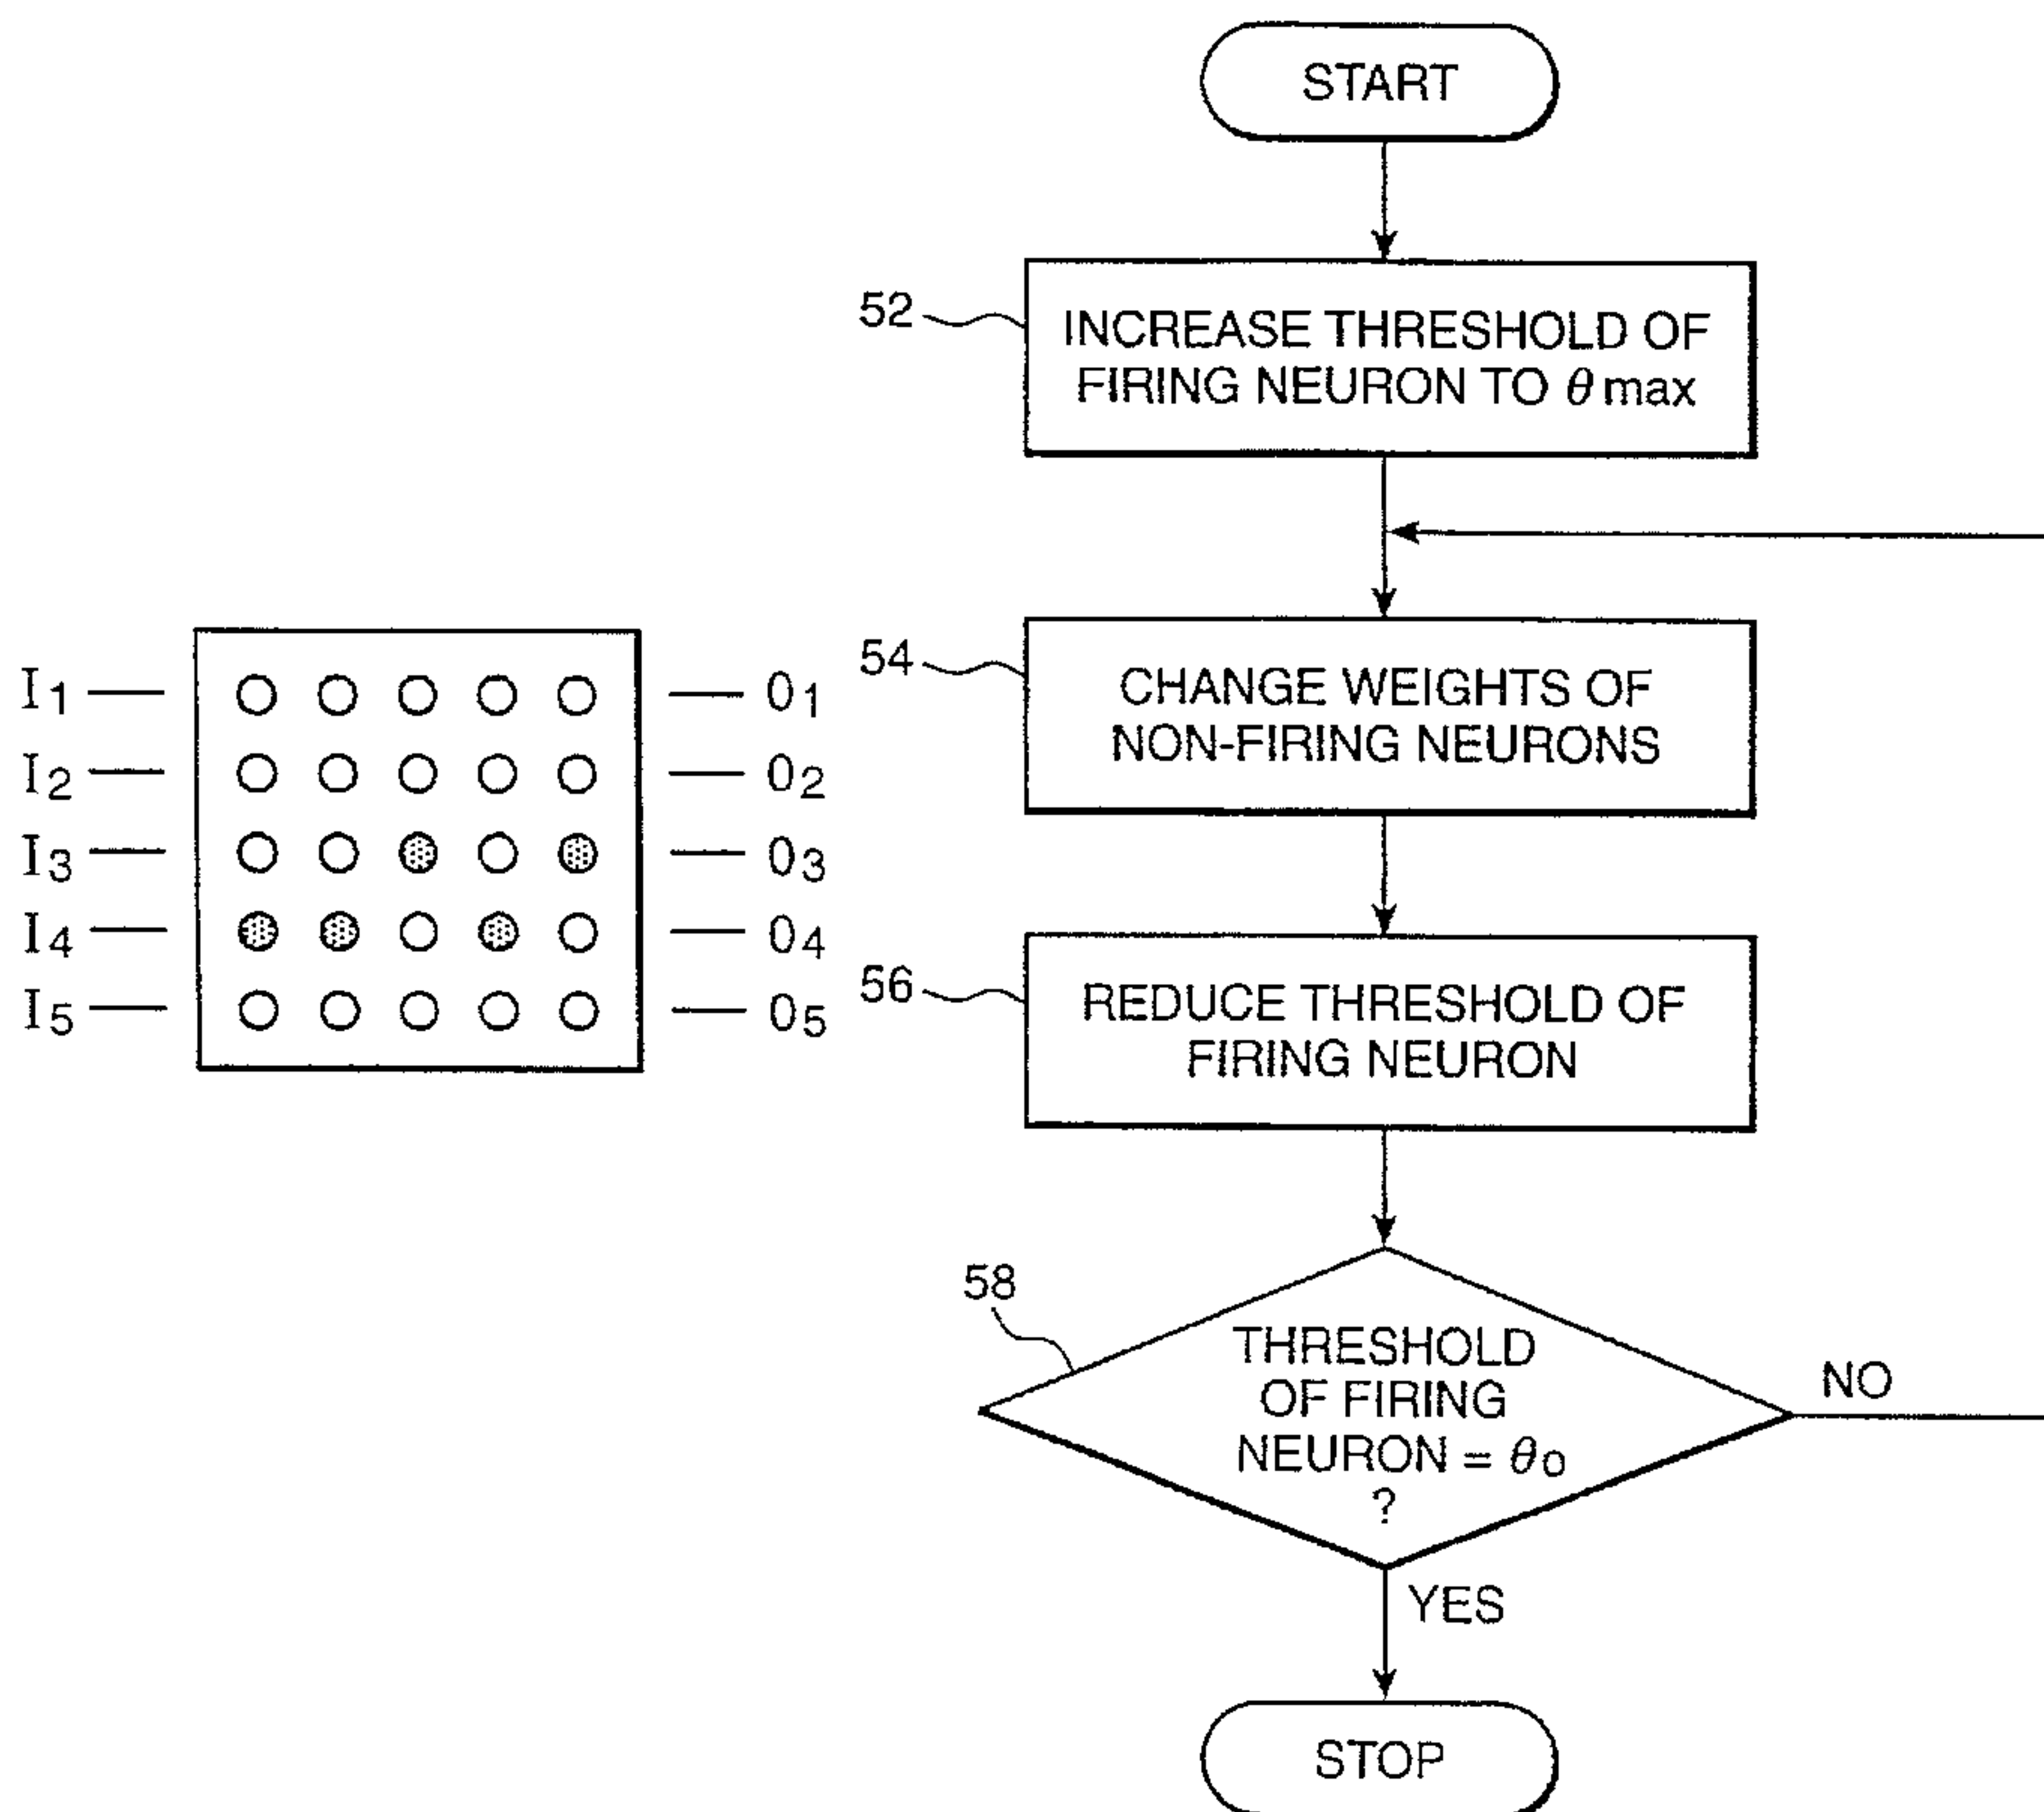 START
52
INCREASE THRESHOLD OF
FIRING NEURON TO θ max
I1
I2
I3
I4
I5
O1
O2
O3
O4
O5
54
CHANGE WEIGHTS OF
NON-FIRING NEURONS
56
REDUCE THRESHOLD OF
FIRING NEURON
58
THRESHOLD
OF FIRING
NEURON = θ0
?
NO
YES
STOP